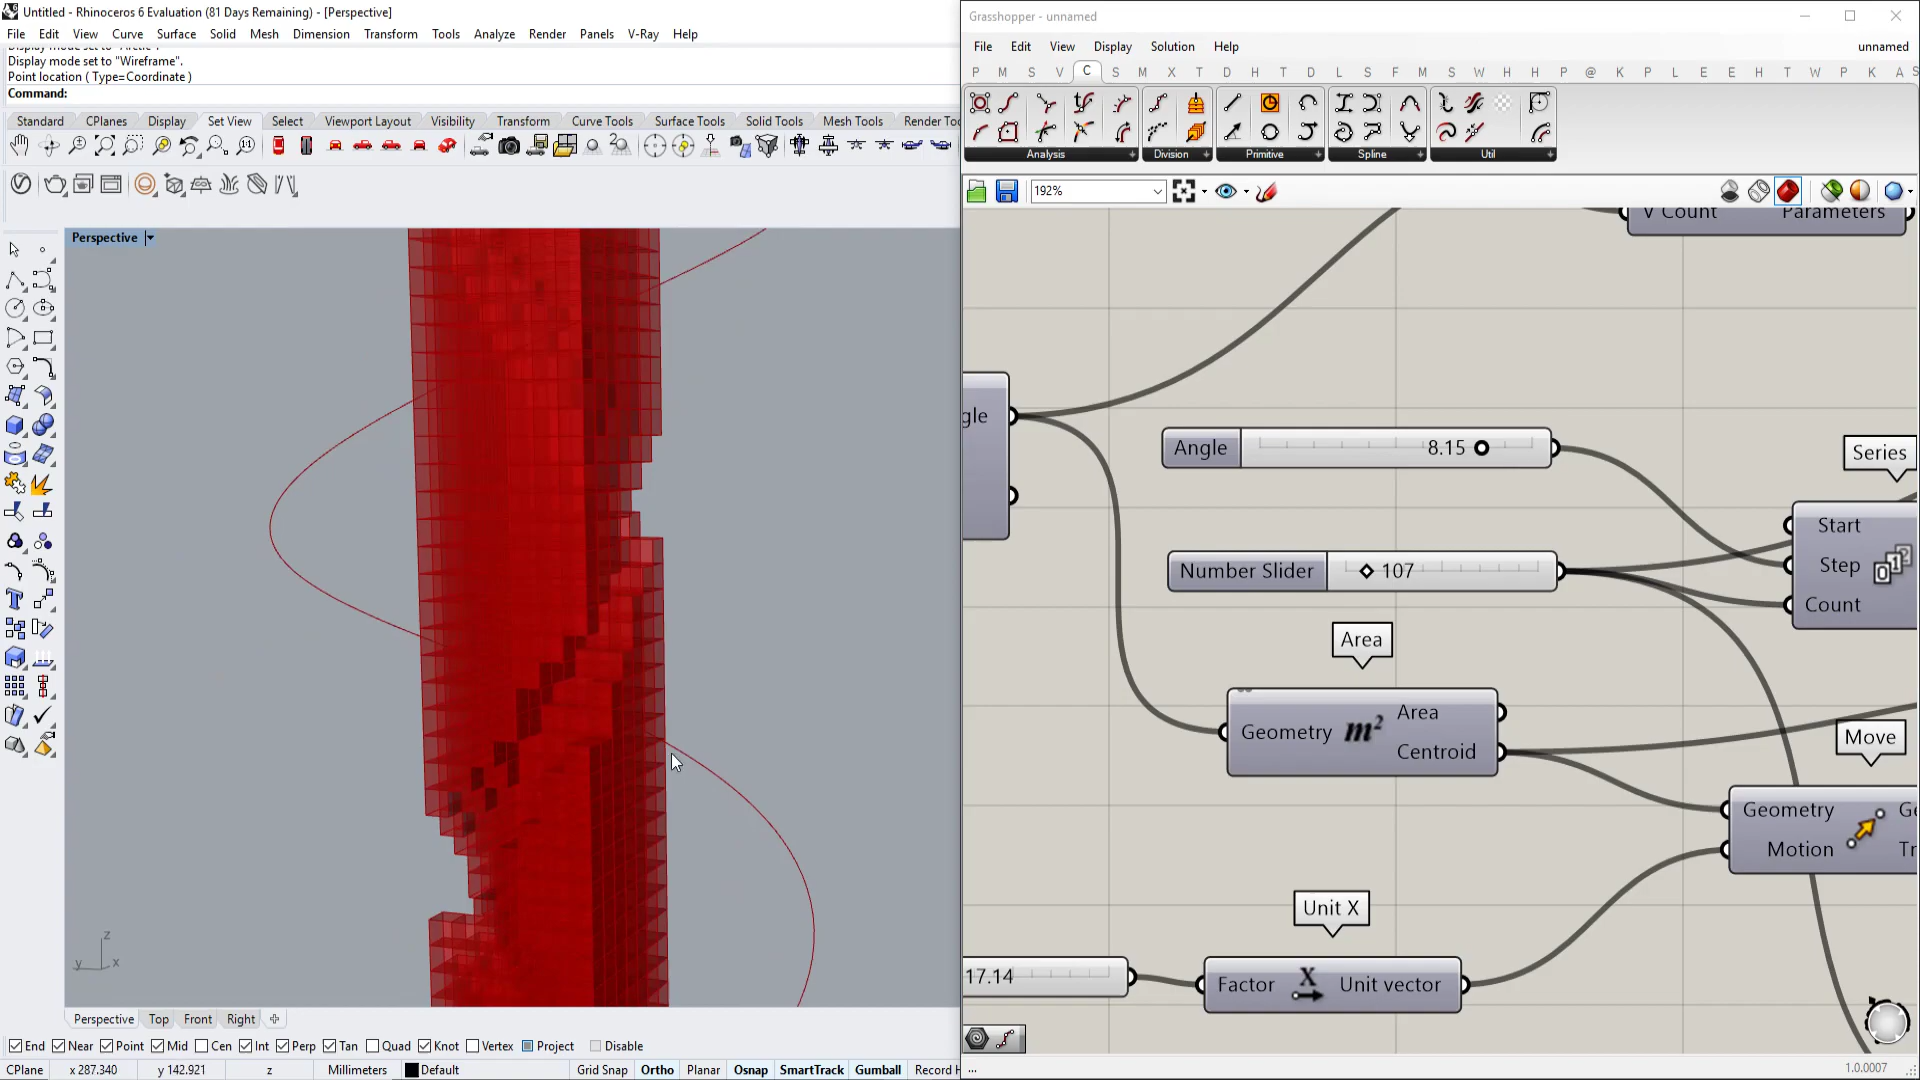 Untitled - Rhinoceros 6 Evaluation (81 Days Remaining) - [Perspective]
File Edit View Curve Surface Solid Mesh Dimension Transform Tools Analyze Render Panels V-Ray Help
Display mode set to "Wireframe".
Point location ( Type=Coordinate )
Command:
Standard CPlanes Display Set View Select Viewport Layout Visibility Transform Curve Tools Surface Tools Solid Tools Mesh Tools Render Too
Perspective
z
y x
Perspective Top Front Right
End Near Point Mid Cen Int Perp Tan Quad Knot Vertex Project Disable
CPlane x 287.340 y 142.921 z Millimeters Default Grid Snap Ortho Planar Osnap SmartTrack Gumball Record H
Grasshopper - unnamed
File Edit View Display Solution Help unnamed
P M S V C S M X T D H T D L S F M S W H H P @ K P L E E H T W P K A S
Analysis Division Primitive Spline Util
192%
V Count Parameters
gle
Angle 8.15
Series
Number Slider 107
Start
Step
Count
Area
Geometry m² Area
Centroid
Move
Geometry Ge
Motion Tr
Unit X
17.14
Factor X Unit vector
...
1.0.0007